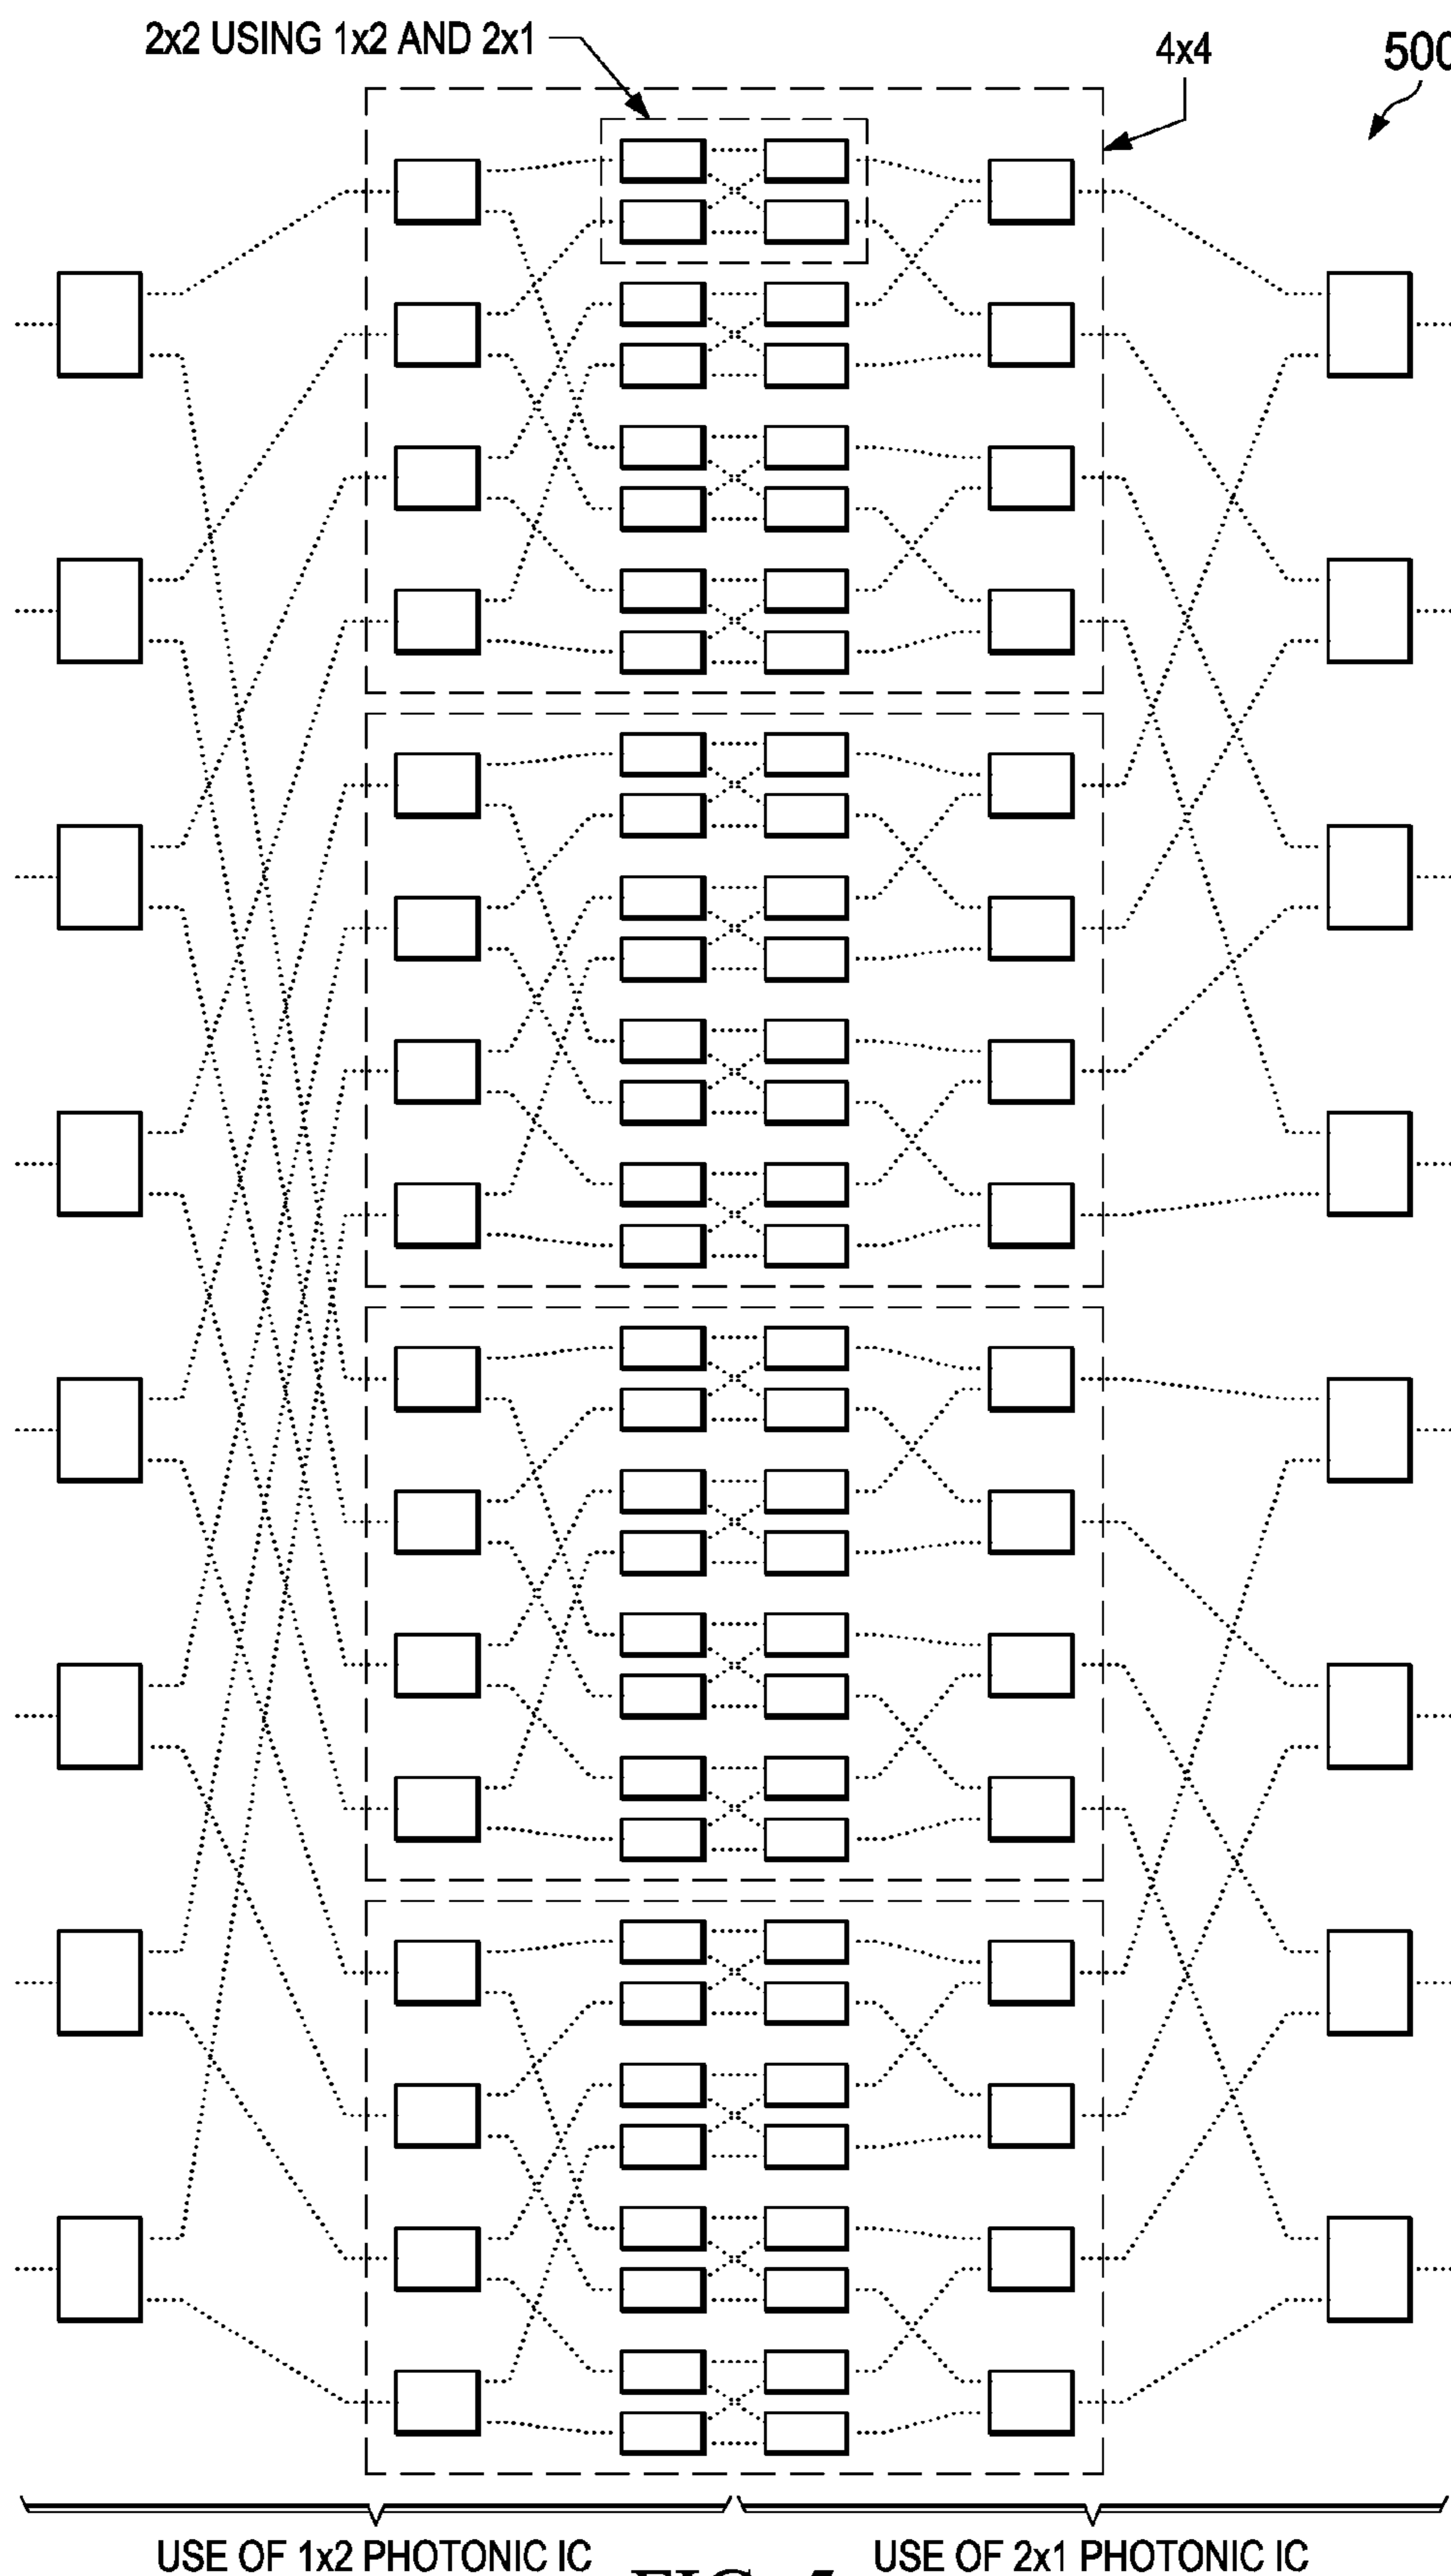 2x2 USING 1x2 AND 2x1
4x4
500
USE OF 1x2 PHOTONIC IC
USE OF 2x1 PHOTONIC IC